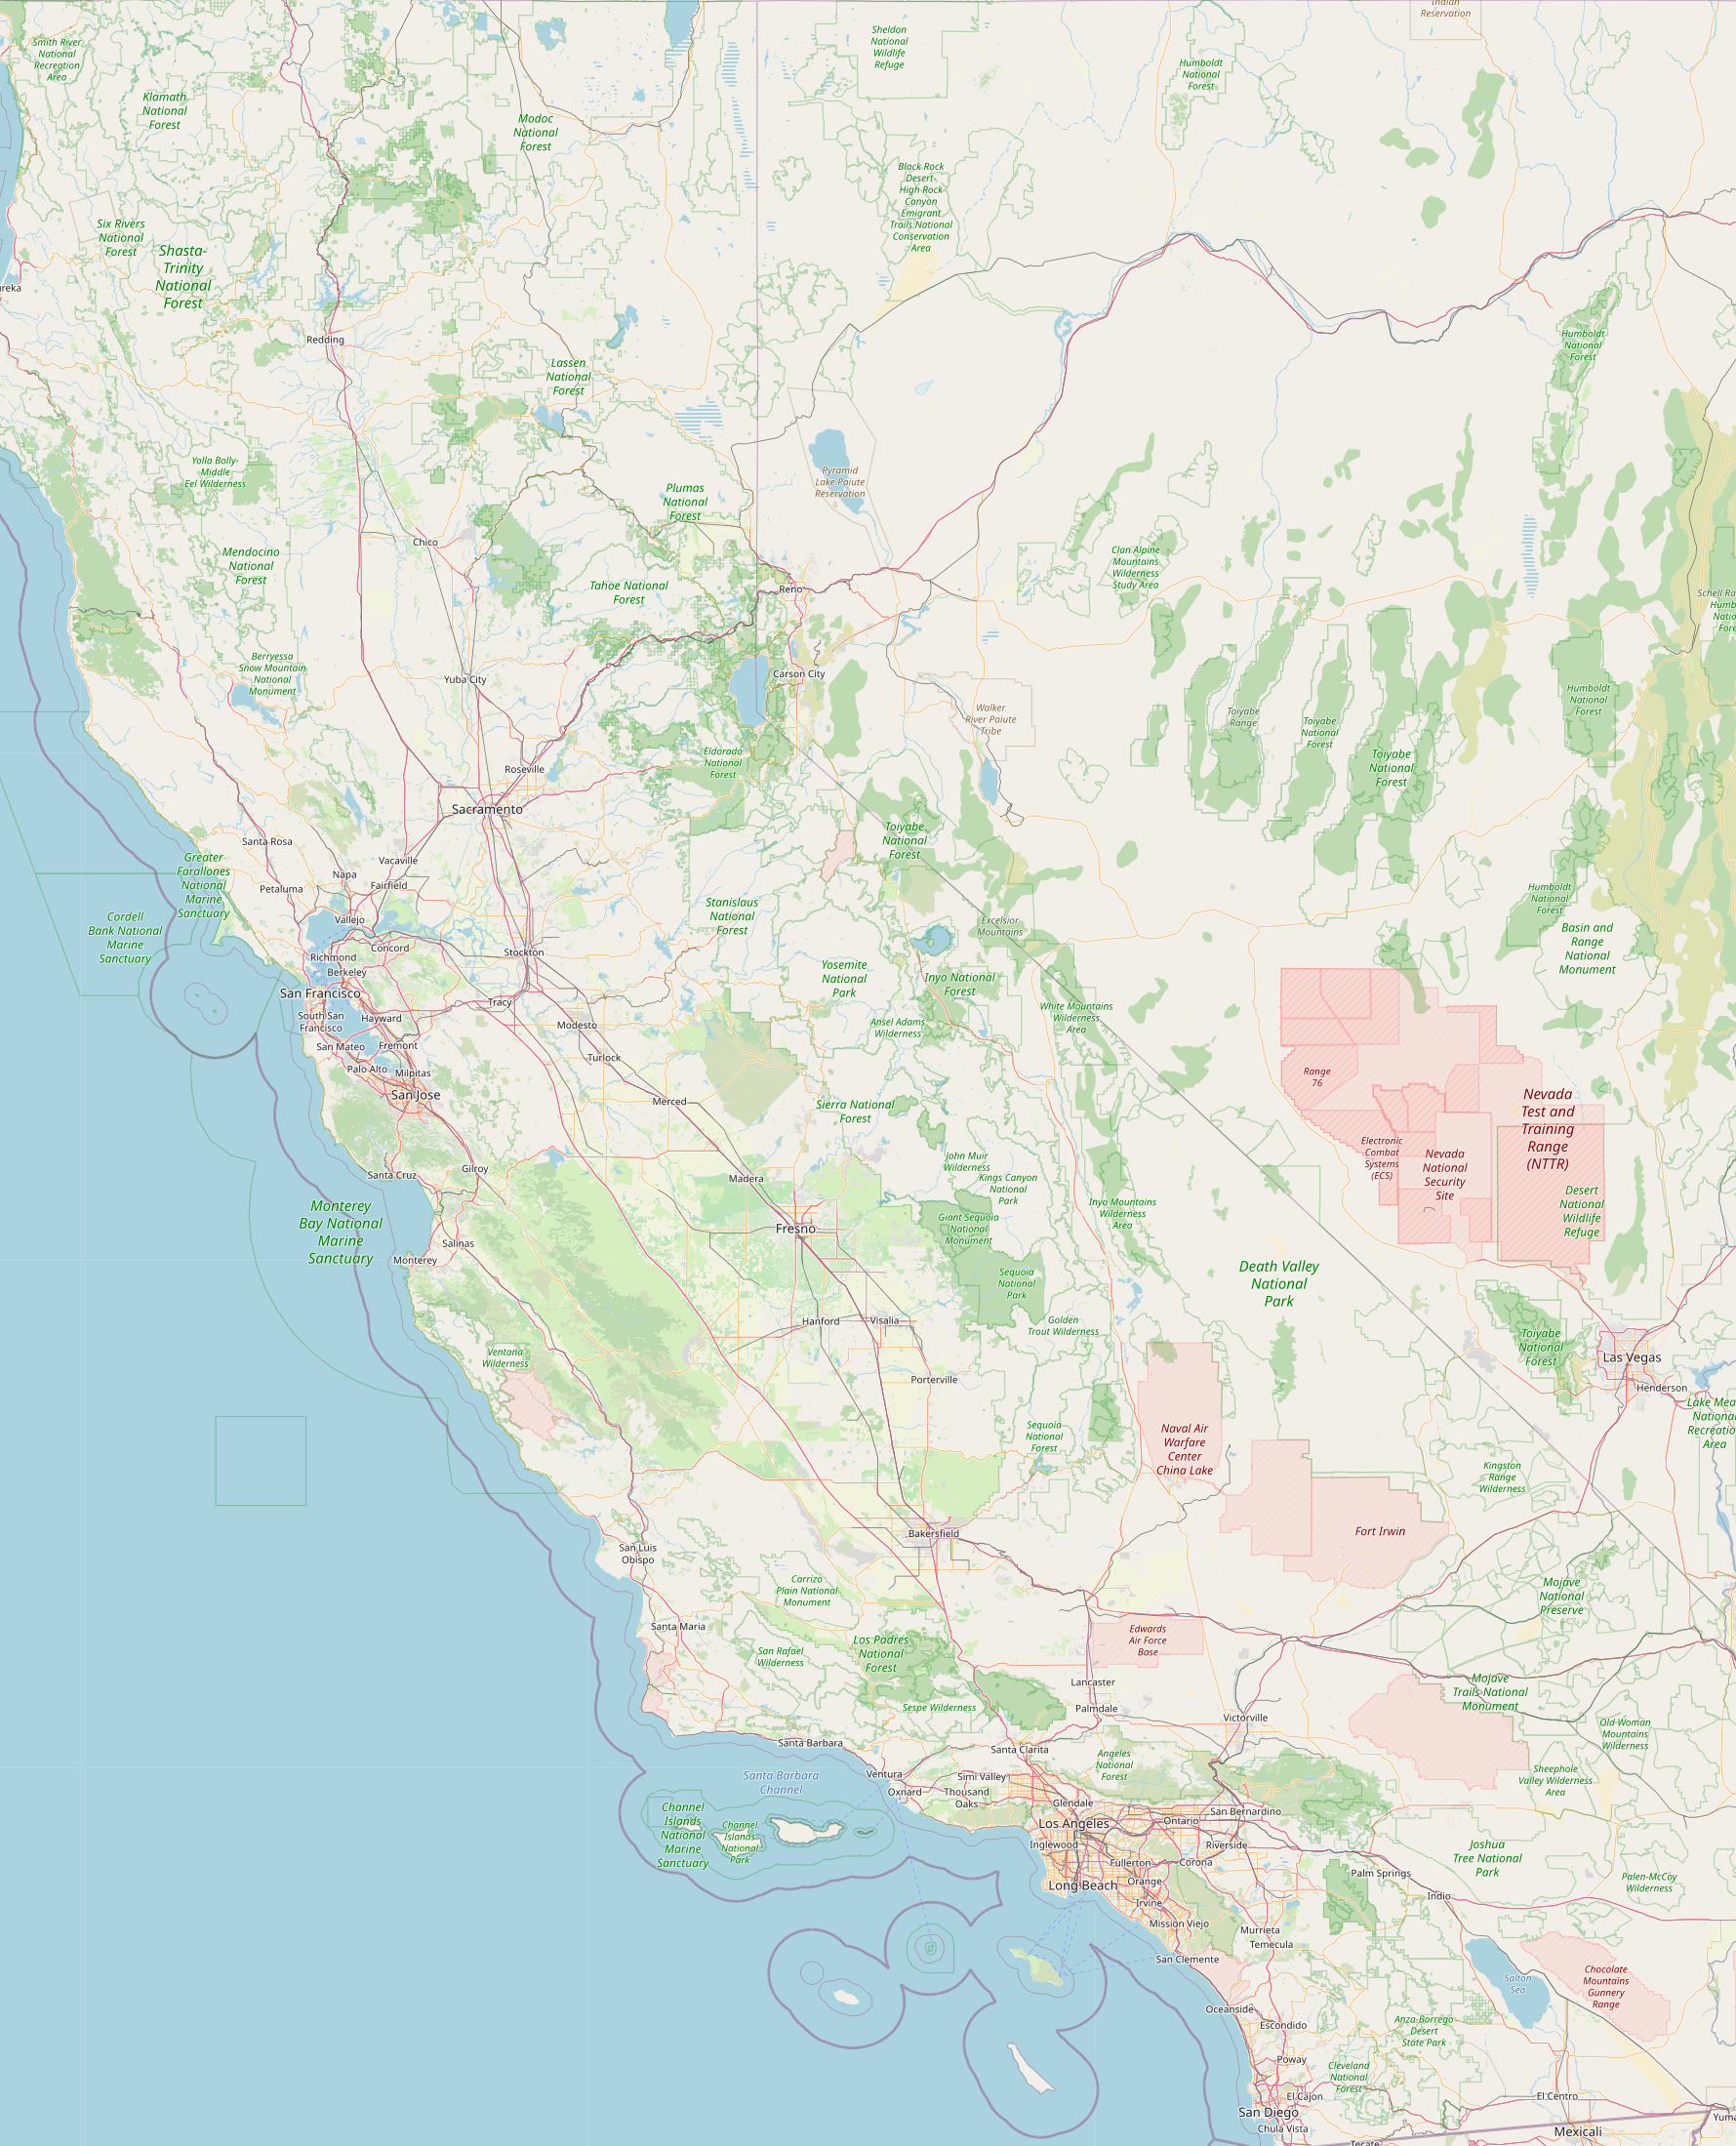 Indian
Reservation
Sheldon
National
Wildlife
Refuge
Smith River
National
Recreation
Area
Humboldt
National
Forest
Klamath
National
Forest
Modoc
National
Forest
Black Rock
Desert-
High Rock
Canyon
Emigrant
Trails National
Conservation
Area
Six Rivers
National
Forest
Shasta-
Trinity
National
Forest
ureka
Redding
Humboldt
National
Forest
Lassen
National
Forest
Yolla Bolly-
Middle
Eel Wilderness
Pyramid
Lake Paiute
Reservation
Plumas
National
Forest
Chico
Mendocino
National
Forest
Clan Alpine
Mountains
Wilderness
Study Area
Tahoe National
Forest
Reno
Schell Ra
Humb
Natio
Fore
Berryessa
Snow Mountain
National
Monument
Yuba City
Carson City
Humboldt
National
Forest
Walker
River Paiute
Tribe
Toiyabe
Range
Toiyabe
National
Forest
Toiyabe
National
Forest
Eldorado
National
Forest
Roseville
Sacramento
Toiyabe
National
Forest
Santa Rosa
Vacaville
Greater
Farallones
National
Marine
Sanctuary
Napa
Fairfield
Petaluma
Humboldt
National
Forest
Stanislaus
National
Forest
Cordell
Bank National
Marine
Sanctuary
Vallejo
Excelsior
Mountains
Basin and
Range
National
Monument
Concord
Stockton
Richmond
Berkeley
Yosemite
National
Park
Inyo National
Forest
San Francisco
Tracy
White Mountains
Wilderness
Area
South San
Francisco
Hayward
Modesto
Ansel Adams
Wilderness
San Mateo
Fremont
Turlock
Palo Alto
Milpitas
Range
76
San Jose
Merced
Sierra National
Forest
Nevada
Test and
Training
Range
(NTTR)
Electronic
Combat
Systems
(ECS)
Nevada
National
Security
Site
John Muir
Wilderness
Gilroy
Santa Cruz
Madera
Kings Canyon
National
Park
Desert
National
Wildlife
Refuge
Inyo Mountains
Wilderness
Area
Monterey
Bay National
Marine
Sanctuary
Giant Sequoia
National
Monument
Fresno
Salinas
Monterey
Death Valley
National
Park
Sequoia
National
Park
Hanford
Visalia
Golden
Trout Wilderness
Toiyabe
National
Forest
Ventana
Wilderness
Las Vegas
Porterville
Henderson
Lake Mea
Nationa
Recreatio
Area
Sequoia
National
Forest
Naval Air
Warfare
Center
China Lake
Kingston
Range
Wilderness
Bakersfield
Fort Irwin
San Luis
Obispo
Carrizo
Plain National
Monument
Mojave
National
Preserve
Santa Maria
Los Padres
National
Forest
Edwards
Air Force
Base
San Rafael
Wilderness
Lancaster
Mojave
Trails National
Monument
Sespe Wilderness
Palmdale
Victorville
Old Woman
Mountains
Wilderness
Santa Barbara
Santa Clarita
Angeles
National
Forest
Ventura
Simi Valley
Santa Barbara
Channel
Sheephole
Valley Wilderness
Area
Oxnard
Thousand
Oaks
Glendale
Channel
Islands
National
Marine
Sanctuary
San Bernardino
Los Angeles
Ontario
Channel
Islands
National
Park
Inglewood
Riverside
Joshua
Tree National
Park
Fullerton
Corona
Palm Springs
Long Beach
Orange
Palen-McCoy
Wilderness
Indio
Irvine
Mission Viejo
Murrieta
Temecula
San Clemente
Salton
Sea
Chocolate
Mountains
Gunnery
Range
Oceanside
Escondido
Anza-Borrego
Desert
State Park
Poway
Cleveland
National
Forest
El Cajon
El Centro
San Diego
Yuma
Chula Vista
Mexicali
Tecate